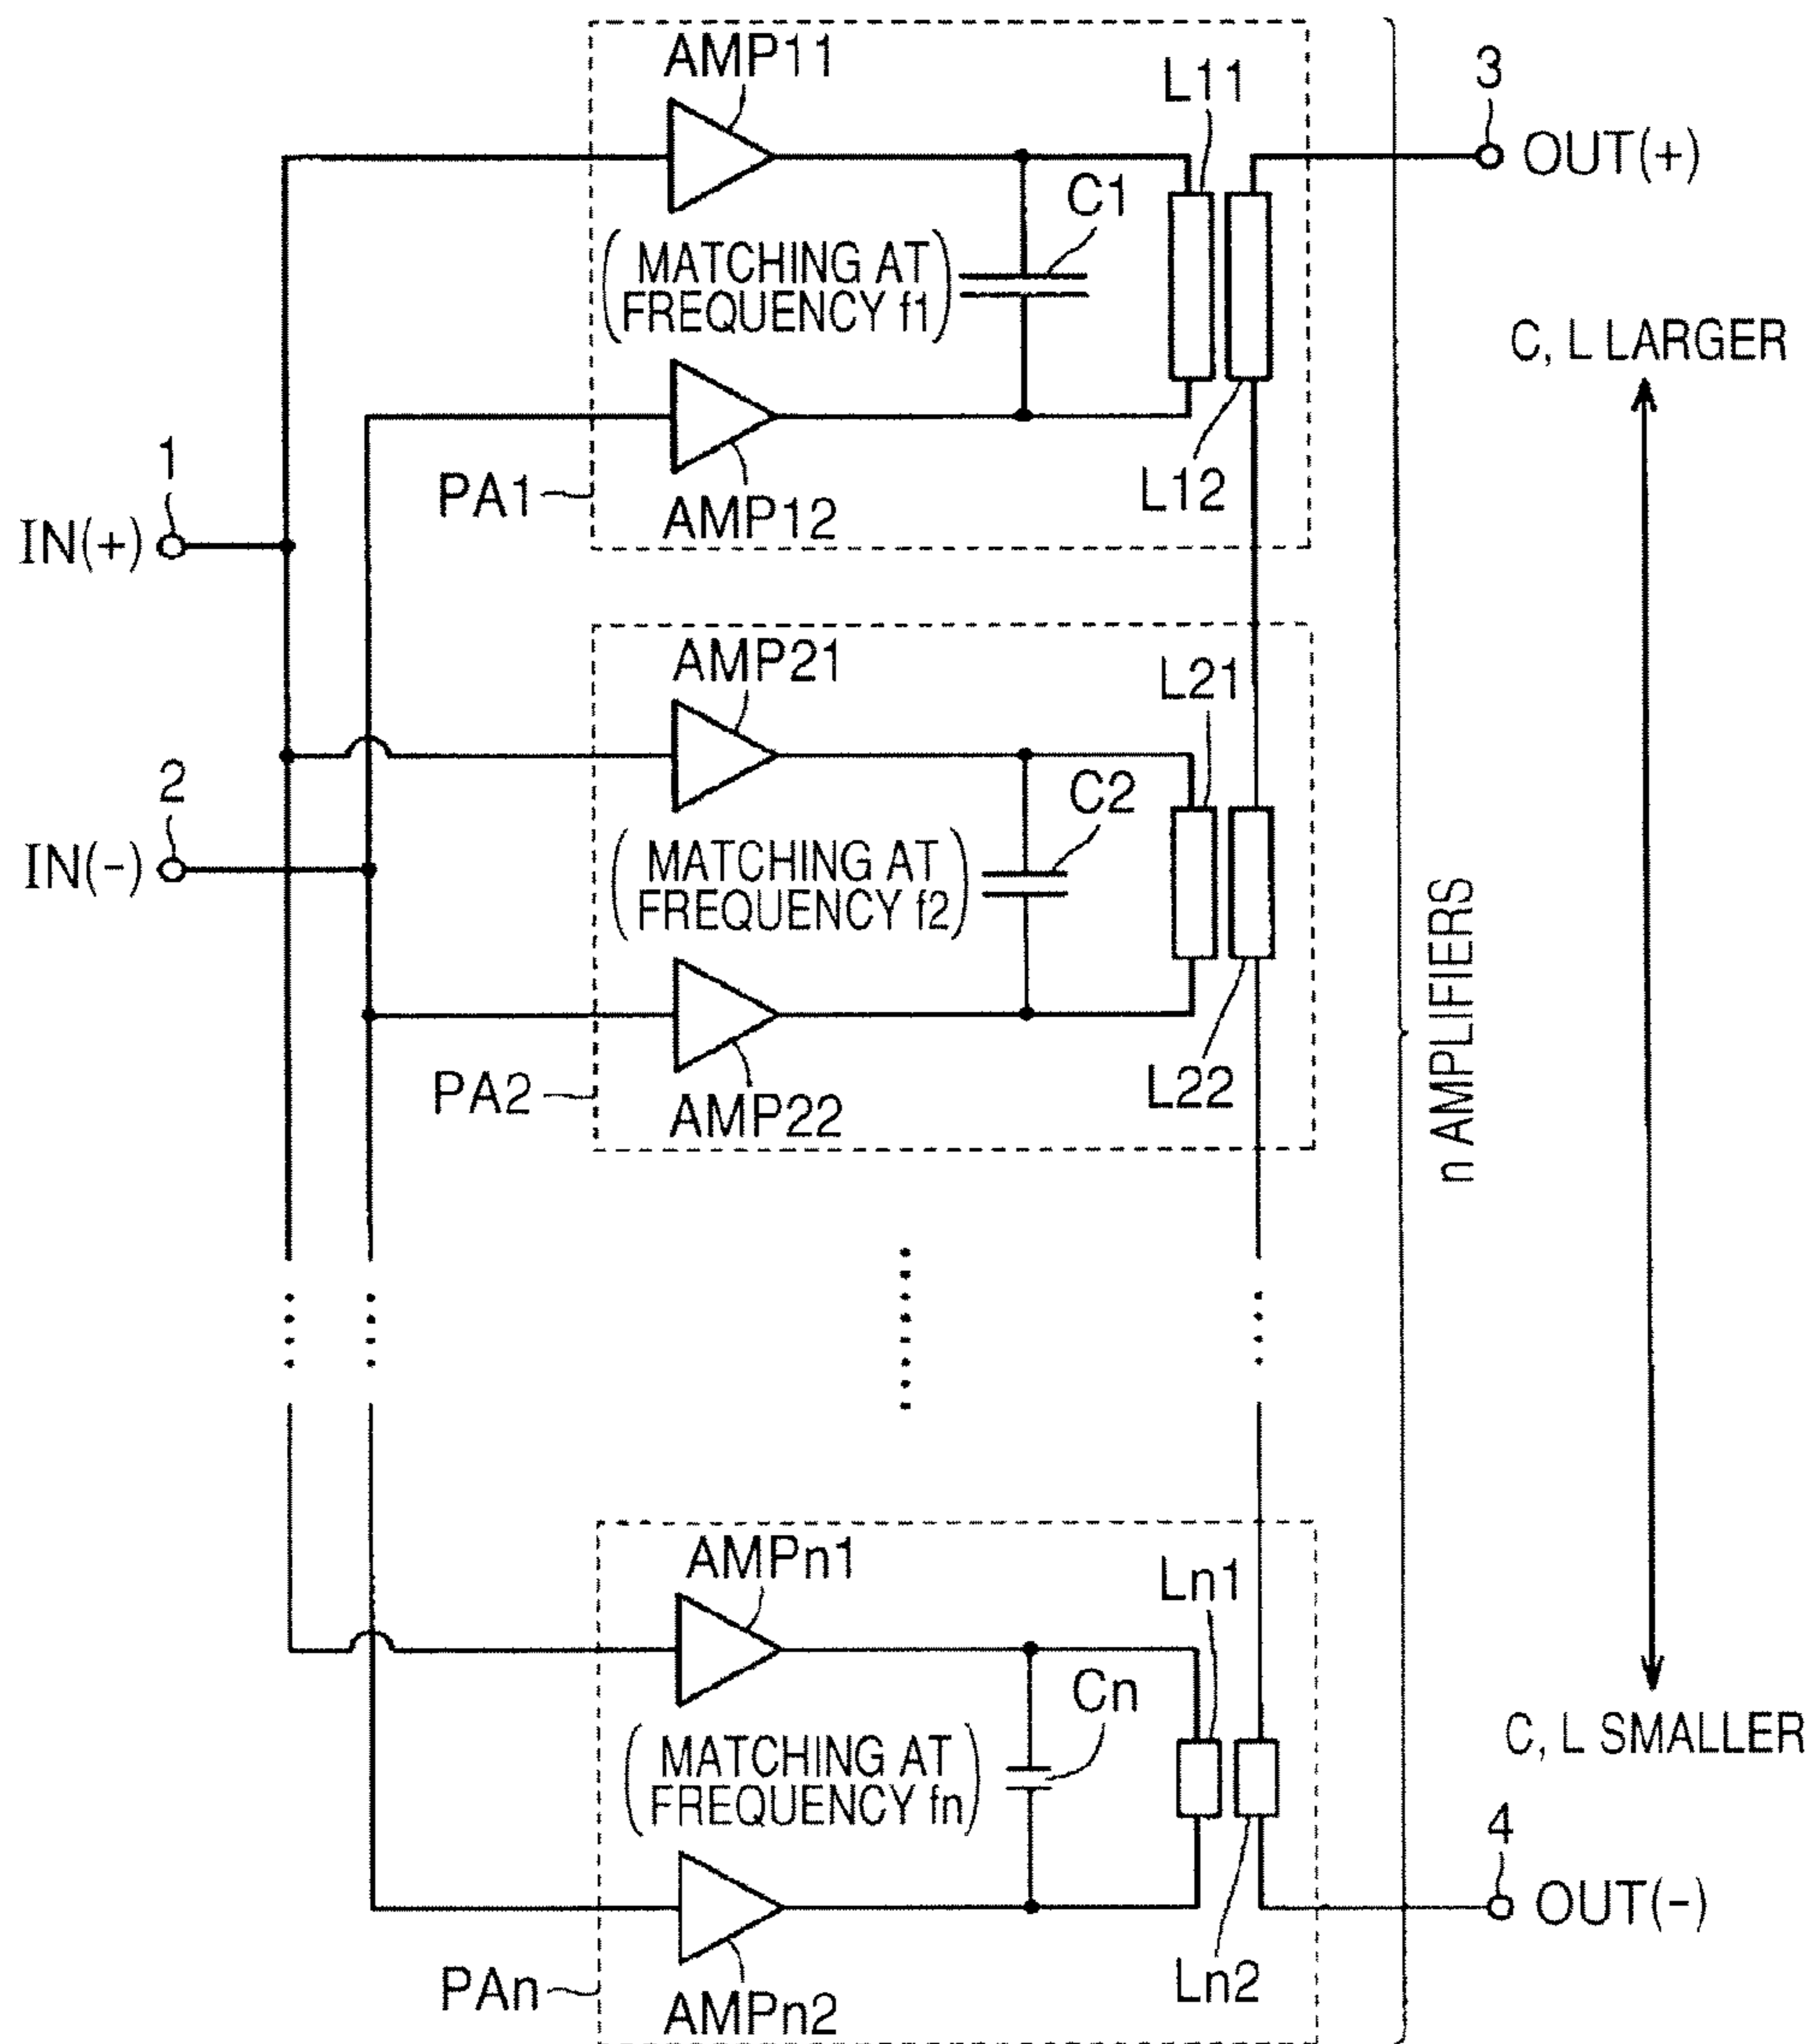 AMP11
L11
3
OUT(+)
C1
(MATCHING AT
FREQUENCY f1)
C, L LARGER
1
PA1
L12
AMP12
IN(+)
AMP21
L21
2
C2
(MATCHING AT
FREQUENCY f2)
IN(-)
n AMPLIFIERS
PA2
L22
AMP22
AMPn1
Ln1
Cn
(MATCHING AT
FREQUENCY fn)
C, L SMALLER
4
OUT(-)
PAn
Ln2
AMPn2